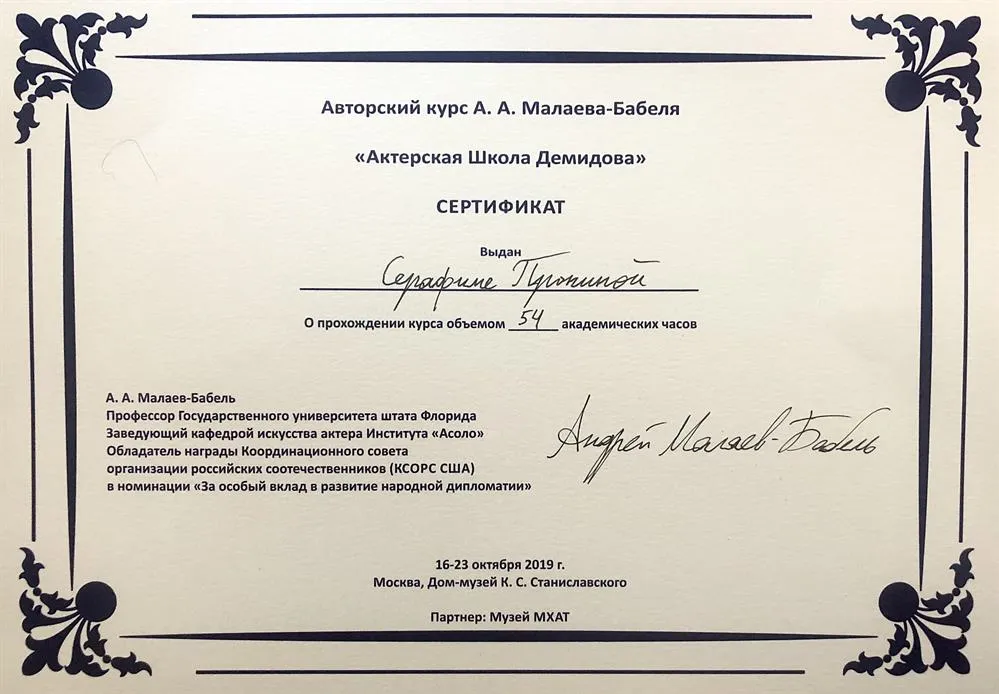 Авторский курс А. А. Малаева-Бабеля
«Актерская Школа Демидова»
СЕРТИФИКАТ
Выдан
Серафиме Прониной
О прохождении курса объемом 54 академических часов
А. А. Малаев-Бабель
Профессор Государственного университета штата Флорида
Заведующий кафедрой искусства актера Института «Асоло»
Обладатель награды Координационного совета
организации российских соотечественников (КСОРС США)
в номинации «За особый вклад в развитие народной дипломатии»
Андрей Малаев-Бабель
16-23 октября 2019 г.
Москва, Дом-музей К. С. Станиславского
Партнер: Музей МХАТ